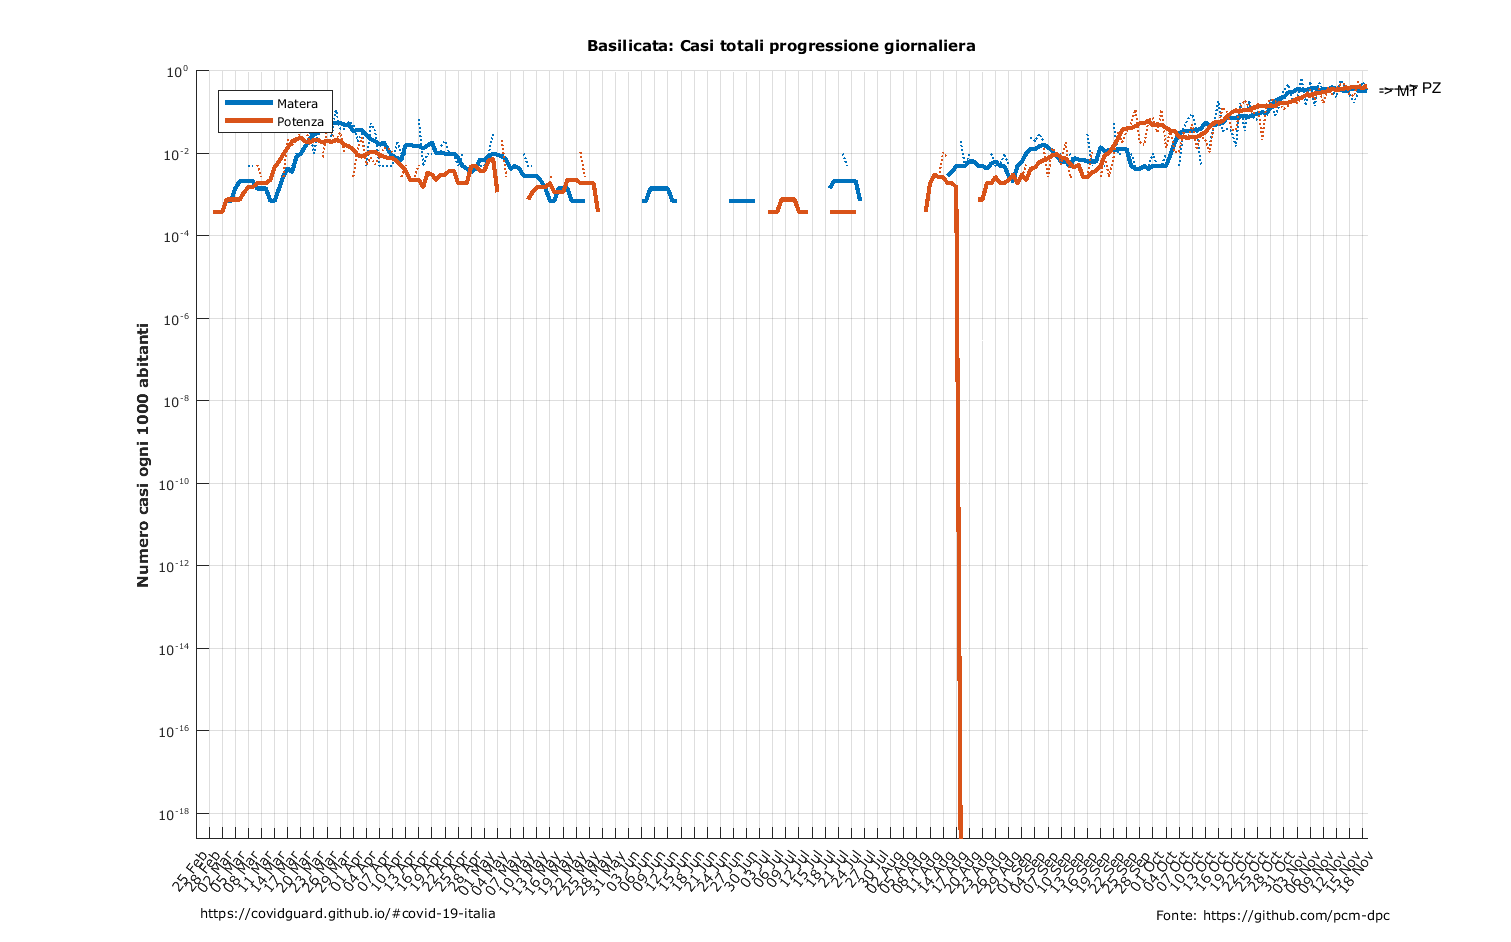 Basilicata: Casi totali progressione giornaliera
Matera
Potenza
-> MT
-> PZ
Numero casi ogni 1000 abitanti
10^0
10^-2
10^-4
10^-6
10^-8
10^-10
10^-12
10^-14
10^-16
10^-18
25 Feb
28 Feb
02 Mar
05 Mar
08 Mar
11 Mar
14 Mar
17 Mar
20 Mar
23 Mar
26 Mar
29 Mar
01 Apr
04 Apr
07 Apr
10 Apr
13 Apr
16 Apr
19 Apr
22 Apr
25 Apr
28 Apr
01 May
04 May
07 May
10 May
13 May
16 May
19 May
22 May
25 May
28 May
31 May
03 Jun
06 Jun
09 Jun
12 Jun
15 Jun
18 Jun
21 Jun
24 Jun
27 Jun
30 Jun
03 Jul
06 Jul
09 Jul
12 Jul
15 Jul
18 Jul
21 Jul
24 Jul
27 Jul
30 Jul
02 Aug
05 Aug
08 Aug
11 Aug
14 Aug
17 Aug
20 Aug
23 Aug
26 Aug
29 Aug
01 Sep
04 Sep
07 Sep
10 Sep
13 Sep
16 Sep
19 Sep
22 Sep
25 Sep
28 Sep
01 Oct
04 Oct
07 Oct
10 Oct
13 Oct
16 Oct
19 Oct
22 Oct
25 Oct
28 Oct
31 Oct
03 Nov
06 Nov
09 Nov
12 Nov
15 Nov
18 Nov
https://covidguard.github.io/#covid-19-italia
Fonte: https://github.com/pcm-dpc